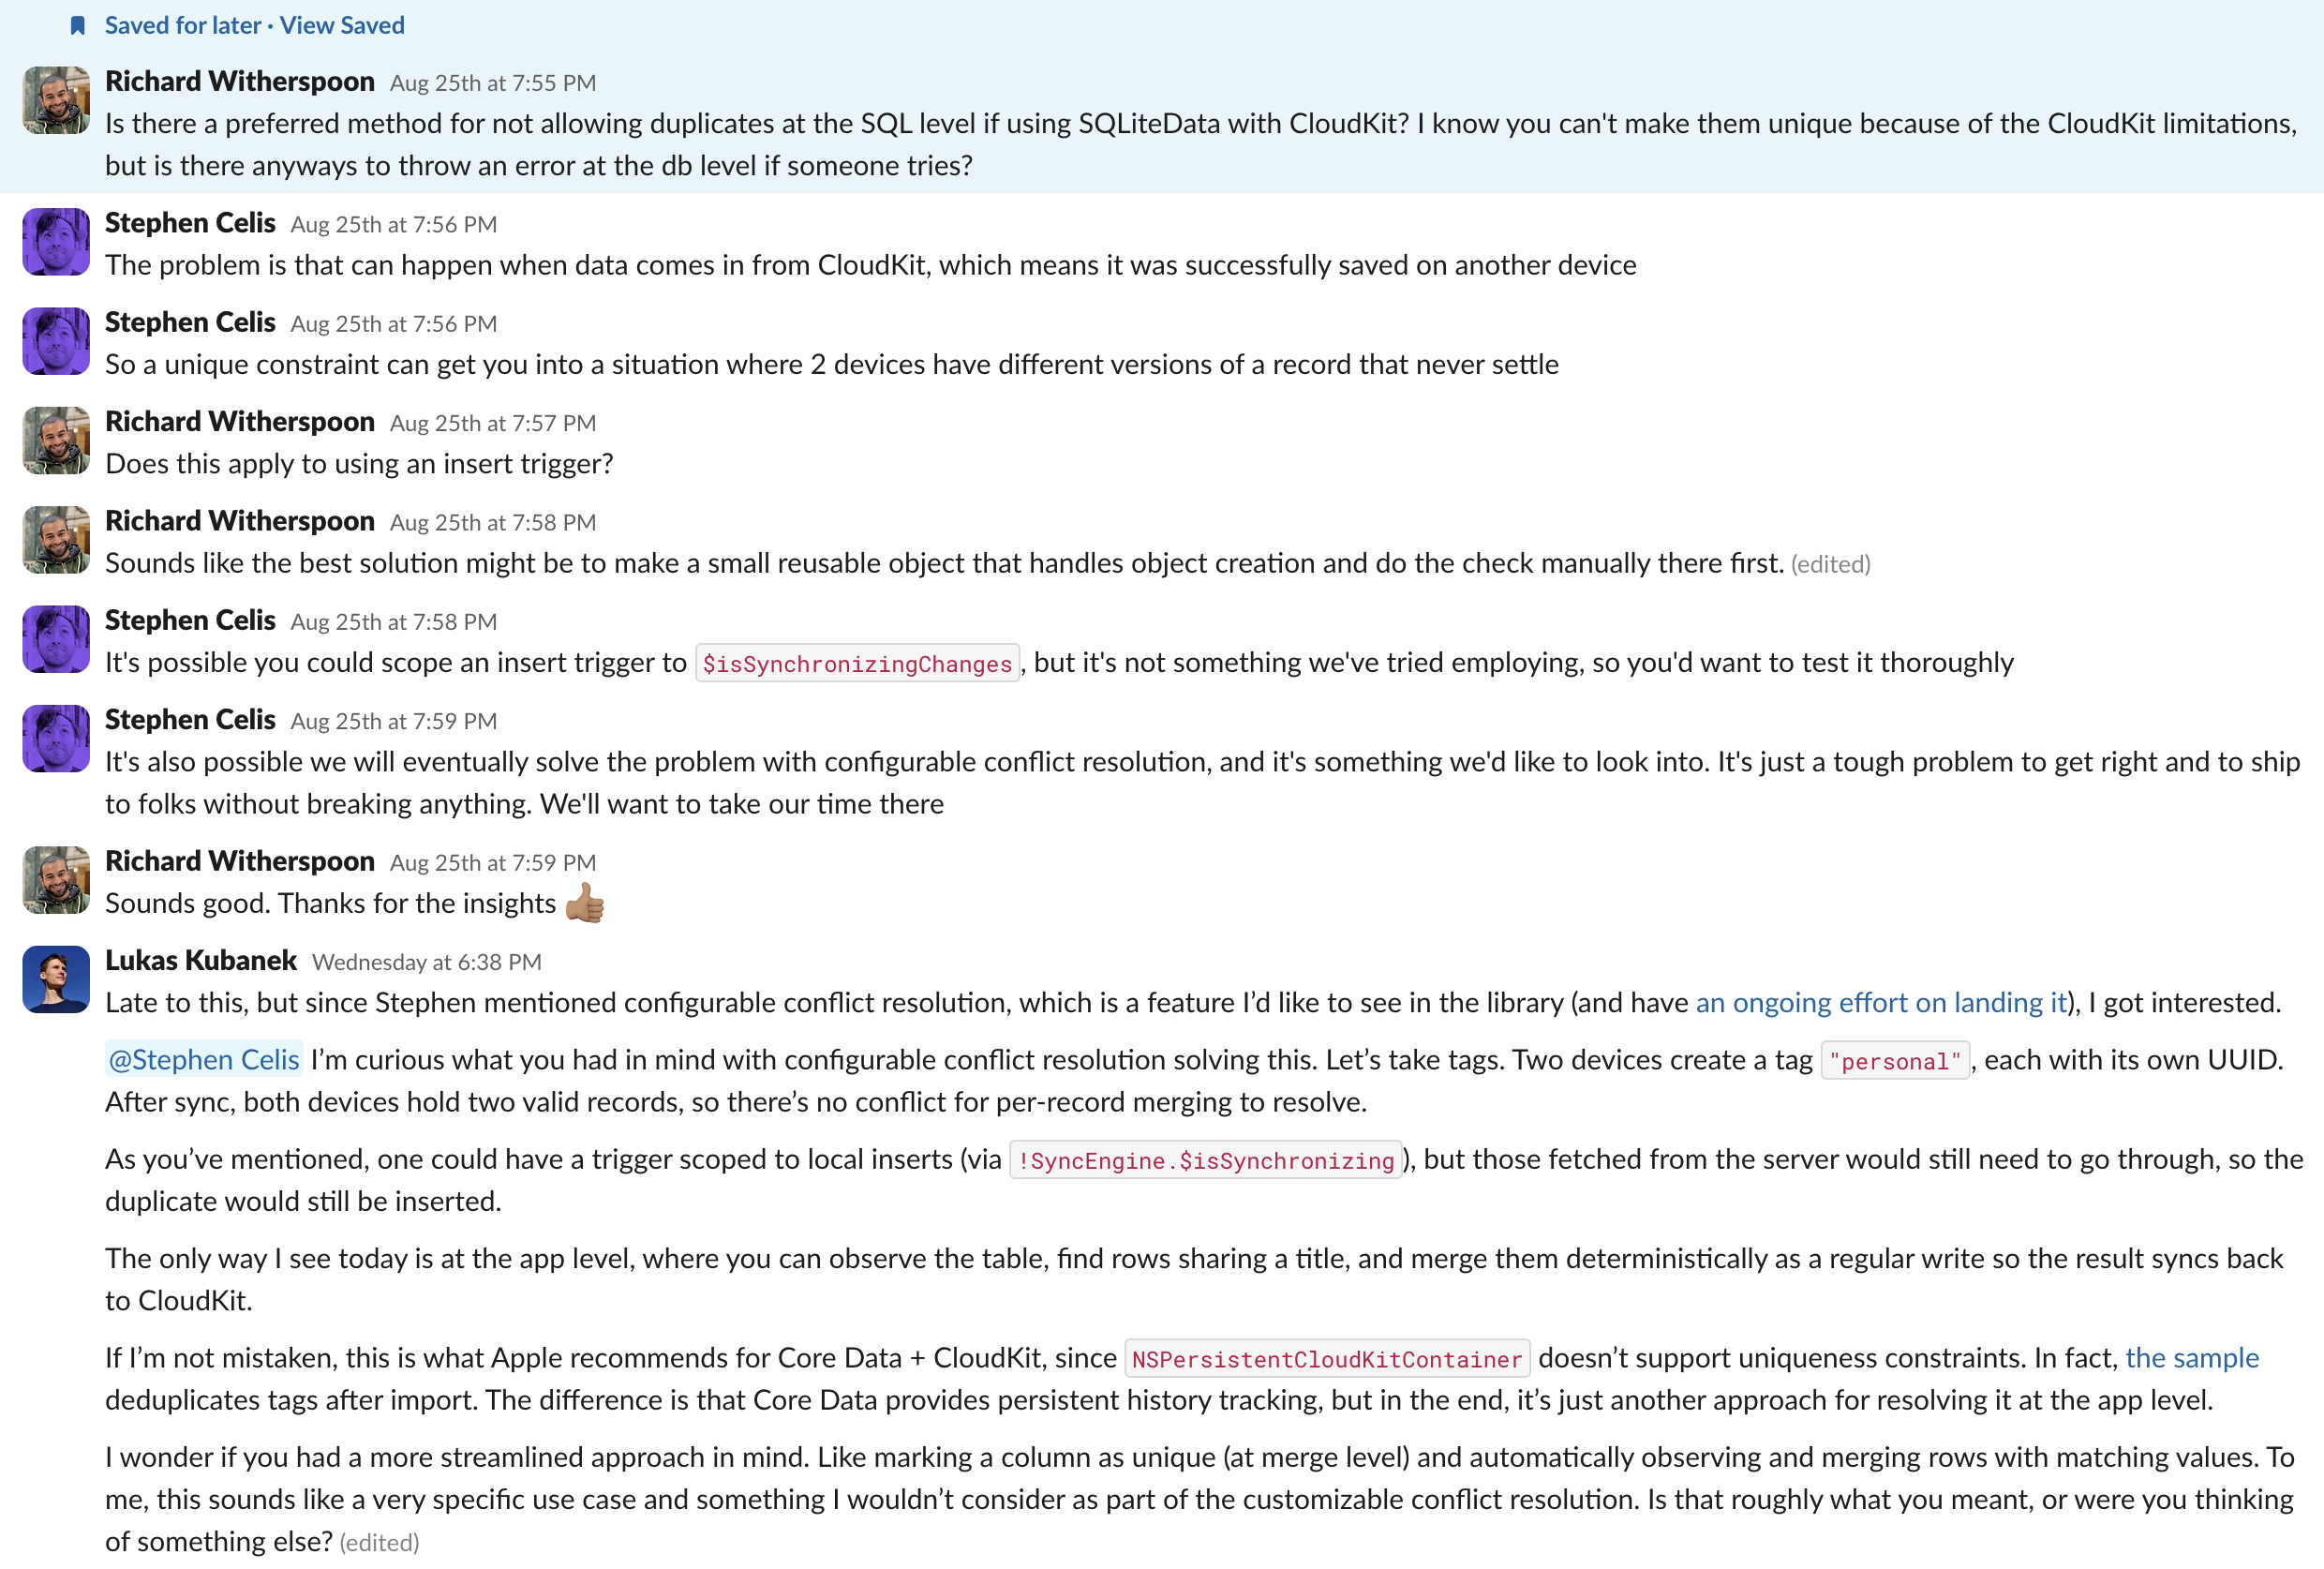 Saved for later · View Saved
Richard Witherspoon Aug 25th at 7:55 PM
Is there a preferred method for not allowing duplicates at the SQL level if using SQLiteData with CloudKit? I know you can't make them unique because of the CloudKit limitations,
but is there anyways to throw an error at the db level if someone tries?
Stephen Celis Aug 25th at 7:56 PM
The problem is that can happen when data comes in from CloudKit, which means it was successfully saved on another device
Stephen Celis Aug 25th at 7:56 PM
So a unique constraint can get you into a situation where 2 devices have different versions of a record that never settle
Richard Witherspoon Aug 25th at 7:57 PM
Does this apply to using an insert trigger?
Richard Witherspoon Aug 25th at 7:58 PM
Sounds like the best solution might be to make a small reusable object that handles object creation and do the check manually there first. (edited)
Stephen Celis Aug 25th at 7:58 PM
It's possible you could scope an insert trigger to $isSynchronizingChanges, but it's not something we've tried employing, so you'd want to test it thoroughly
Stephen Celis Aug 25th at 7:59 PM
It's also possible we will eventually solve the problem with configurable conflict resolution, and it's something we'd like to look into. It's just a tough problem to get right and to ship
to folks without breaking anything. We'll want to take our time there
Richard Witherspoon Aug 25th at 7:59 PM
Sounds good. Thanks for the insights 👍🏽
Lukas Kubanek Wednesday at 6:38 PM
Late to this, but since Stephen mentioned configurable conflict resolution, which is a feature I’d like to see in the library (and have an ongoing effort on landing it), I got interested.
@Stephen Celis I’m curious what you had in mind with configurable conflict resolution solving this. Let’s take tags. Two devices create a tag "personal", each with its own UUID.
After sync, both devices hold two valid records, so there’s no conflict for per-record merging to resolve.
As you’ve mentioned, one could have a trigger scoped to local inserts (via !SyncEngine.$isSynchronizing), but those fetched from the server would still need to go through, so the
duplicate would still be inserted.
The only way I see today is at the app level, where you can observe the table, find rows sharing a title, and merge them deterministically as a regular write so the result syncs back
to CloudKit.
If I’m not mistaken, this is what Apple recommends for Core Data + CloudKit, since NSPersistentCloudKitContainer doesn’t support uniqueness constraints. In fact, the sample
deduplicates tags after import. The difference is that Core Data provides persistent history tracking, but in the end, it’s just another approach for resolving it at the app level.
I wonder if you had a more streamlined approach in mind. Like marking a column as unique (at merge level) and automatically observing and merging rows with matching values. To
me, this sounds like a very specific use case and something I wouldn’t consider as part of the customizable conflict resolution. Is that roughly what you meant, or were you thinking
of something else? (edited)